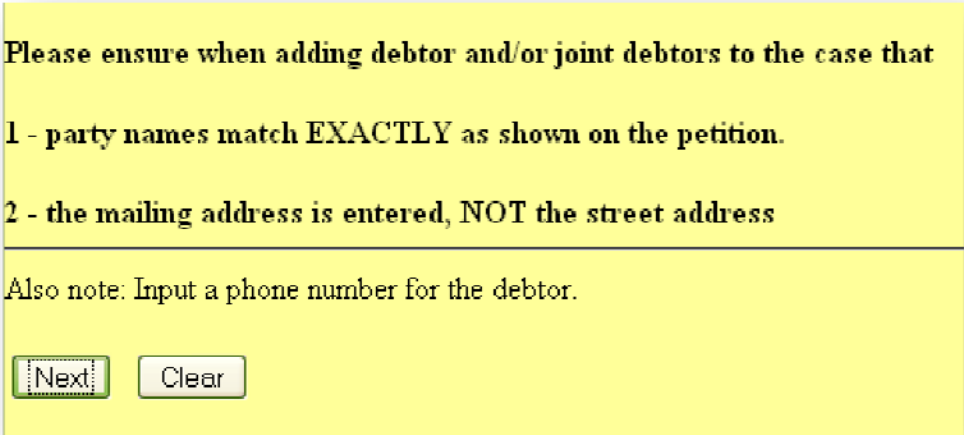 Please ensure when adding debtor and/or joint debtors to the case that
1 - party names match EXACTLY as shown on the petition.
2 - the mailing address is entered, NOT the street address
Also note: Input a phone number for the debtor.
Next Clear